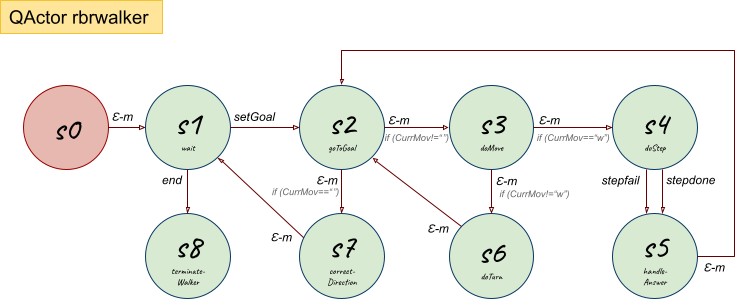 QActor rbrwalker
s0
Ɛ-m
s1
wait
setGoal
s2
goToGoal
Ɛ-m
if (CurrMov!="")
s3
doMove
Ɛ-m
if (CurrMov=="w")
s4
doStep
end
Ɛ-m
if (CurrMov=="")
Ɛ-m
if (CurrMov!="w")
stepfail
stepdone
s8
terminate-
Walker
Ɛ-m
s7
correct-
Direction
Ɛ-m
s6
doTurn
s5
handle-
Answer
Ɛ-m